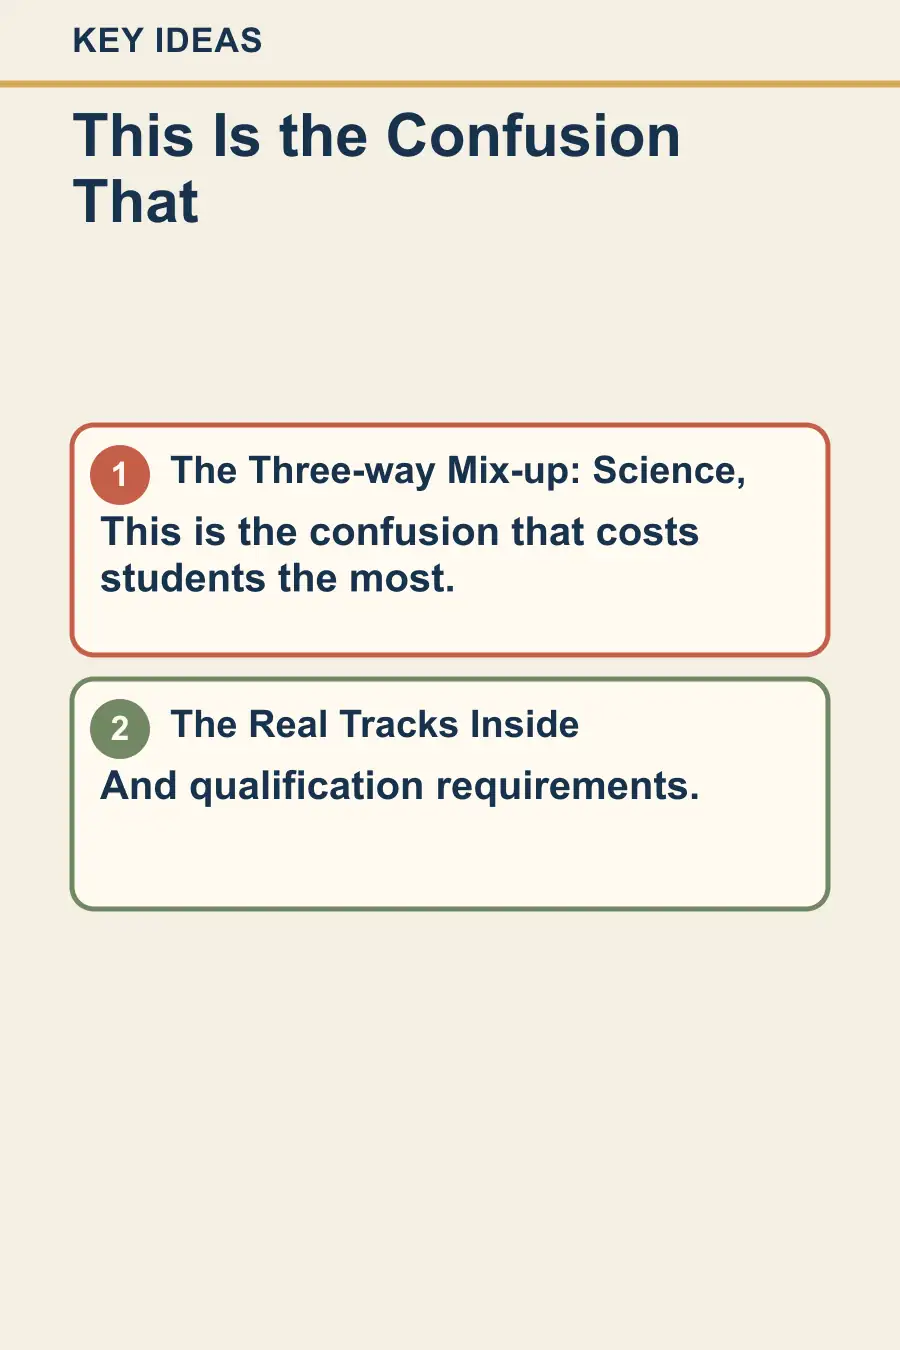 KEY IDEAS
This Is the Confusion
That
1 The Three-way Mix-up: Science,
This is the confusion that costs
students the most.
2 The Real Tracks Inside
And qualification requirements.